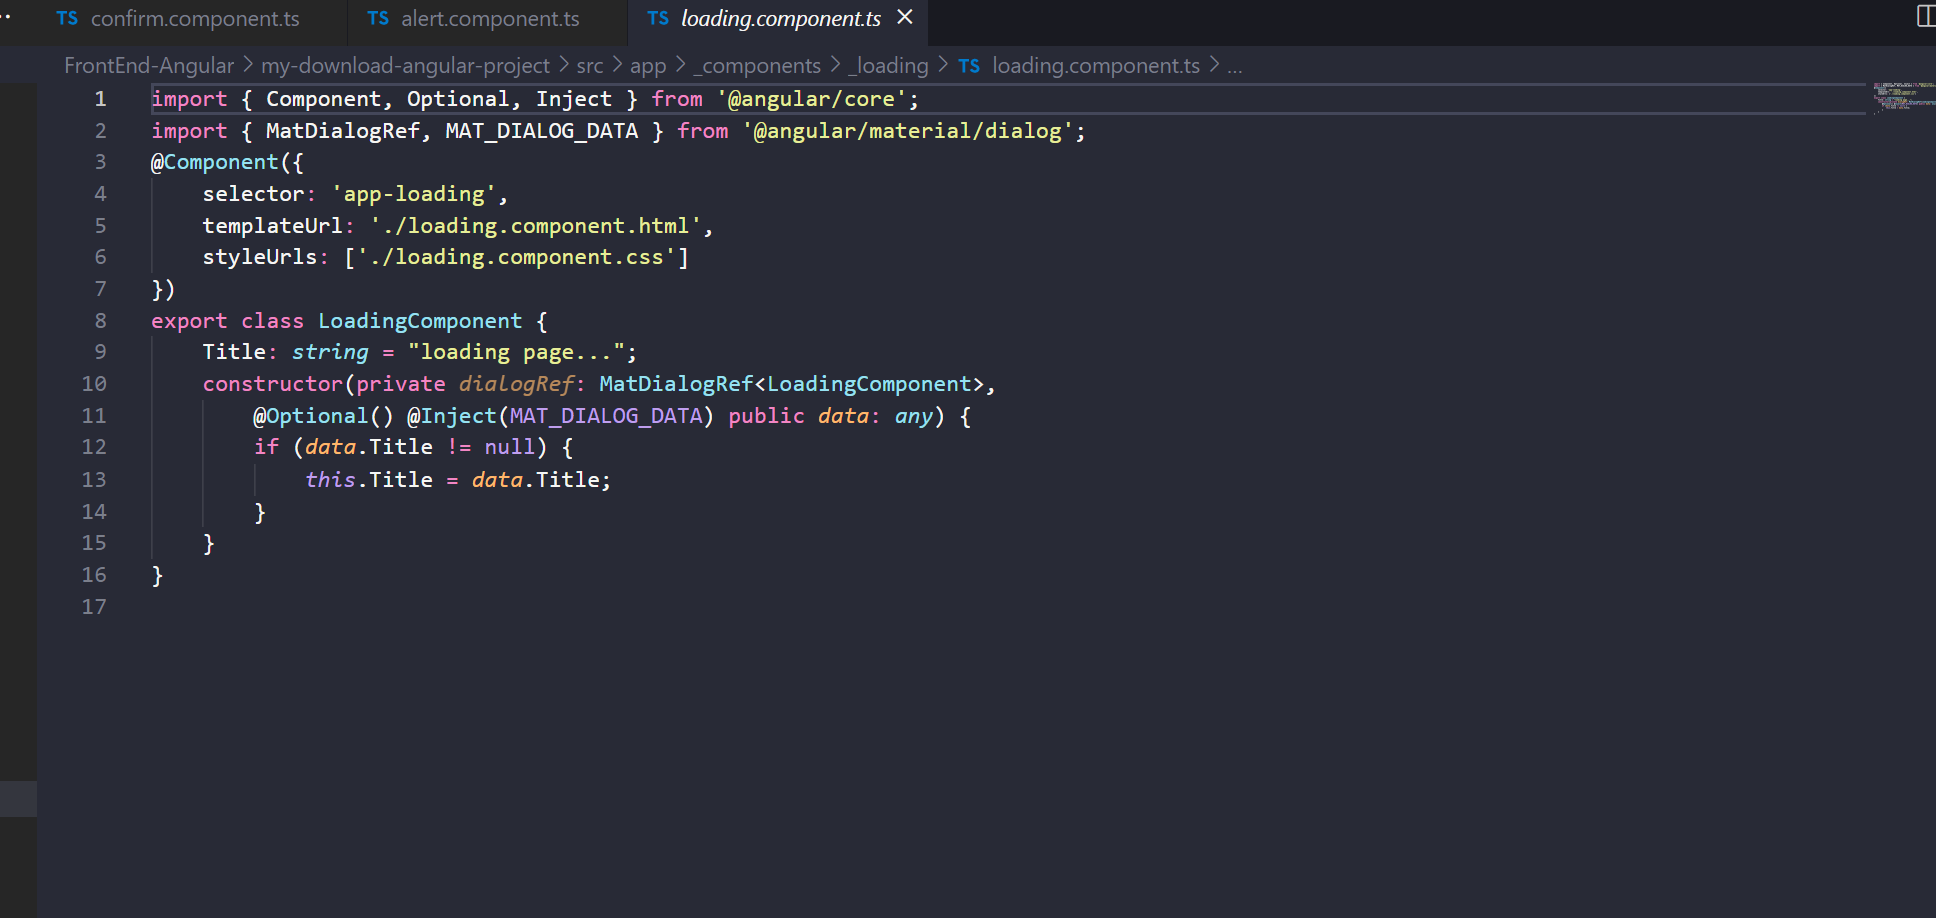 TS confirm.component.ts TS alert.component.ts TS loading.component.ts
FrontEnd-Angular > my-download-angular-project > src > app > _components > _loading > TS loading.component.ts > ...
1 import { Component, Optional, Inject } from '@angular/core';
2 import { MatDialogRef, MAT_DIALOG_DATA } from '@angular/material/dialog';
3 @Component({
4 selector: 'app-loading',
5 templateUrl: './loading.component.html',
6 styleUrls: ['./loading.component.css']
7 })
8 export class LoadingComponent {
9 Title: string = "loading page...";
10 constructor(private dialogRef: MatDialogRef<LoadingComponent>,
11 @Optional() @Inject(MAT_DIALOG_DATA) public data: any) {
12 if (data.Title != null) {
13 this.Title = data.Title;
14 }
15 }
16 }
17